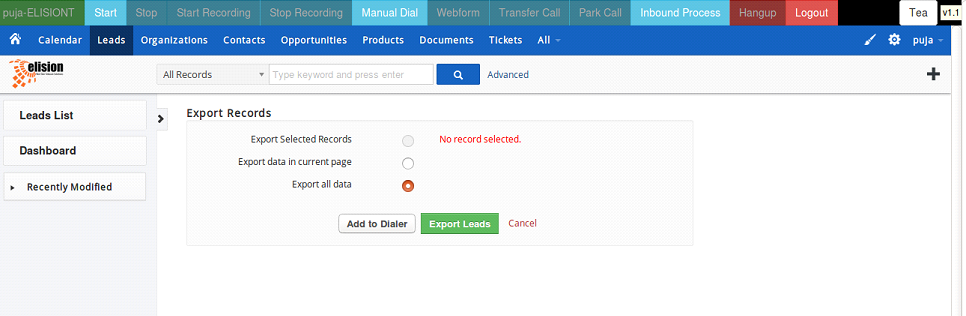 puja-ELISIONT Start Stop Start Recording Stop Recording Manual Dial Webform Transfer Call Park Call Inbound Process Hangup Logout Tea v1.1
Calendar Leads Organizations Contacts Opportunities Products Documents Tickets All puja
elision All Records Type keyword and press enter Advanced
Leads List
Dashboard
Recently Modified
Export Records
Export Selected Records No record selected.
Export data in current page
Export all data
Add to Dialer Export Leads Cancel